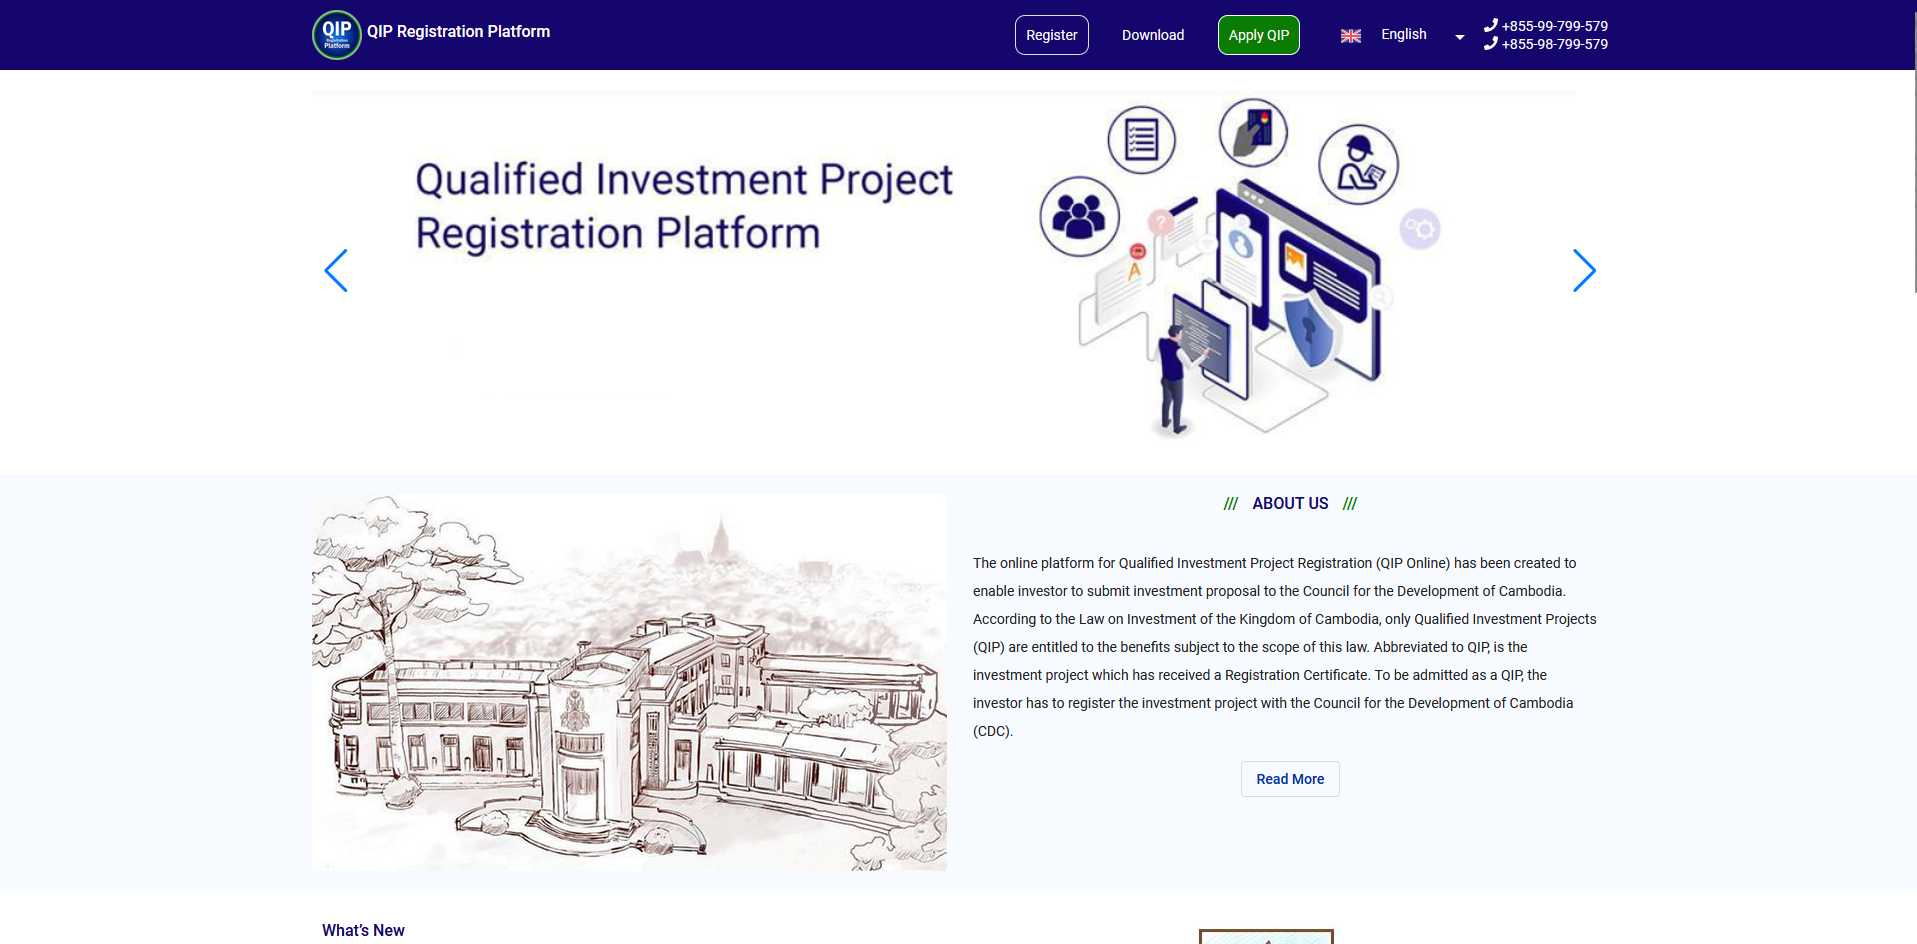 QIP
Registration
Platform
QIP Registration Platform
Register
Download
Apply QIP
English
+855-99-799-579
+855-98-799-579
Qualified Investment Project
Registration Platform
?
A
/// ABOUT US ///
The online platform for Qualified Investment Project Registration (QIP Online) has been created to
enable investor to submit investment proposal to the Council for the Development of Cambodia.
According to the Law on Investment of the Kingdom of Cambodia, only Qualified Investment Projects
(QIP) are entitled to the benefits subject to the scope of this law. Abbreviated to QIP, is the
investment project which has received a Registration Certificate. To be admitted as a QIP, the
investor has to register the investment project with the Council for the Development of Cambodia
(CDC).
Read More
What’s New